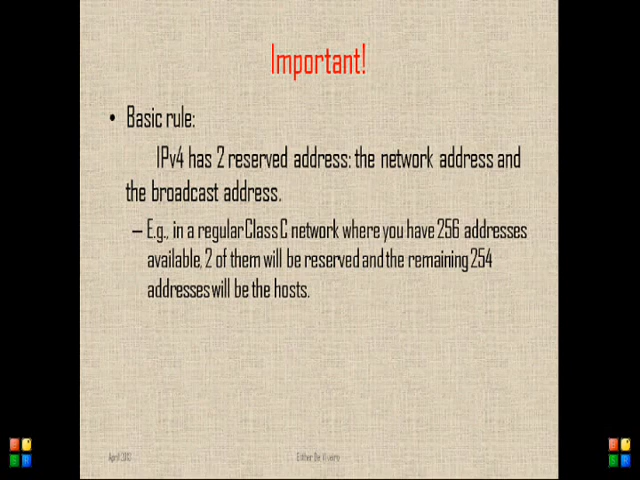 Important!
• Basic rule:
IPv4 has 2 reserved address: the network address and
the broadcast address.
– E.g., in a regular Class C network where you have 256 addresses
available, 2 of them will be reserved and the remaining 254
addresses will be the hosts.
April